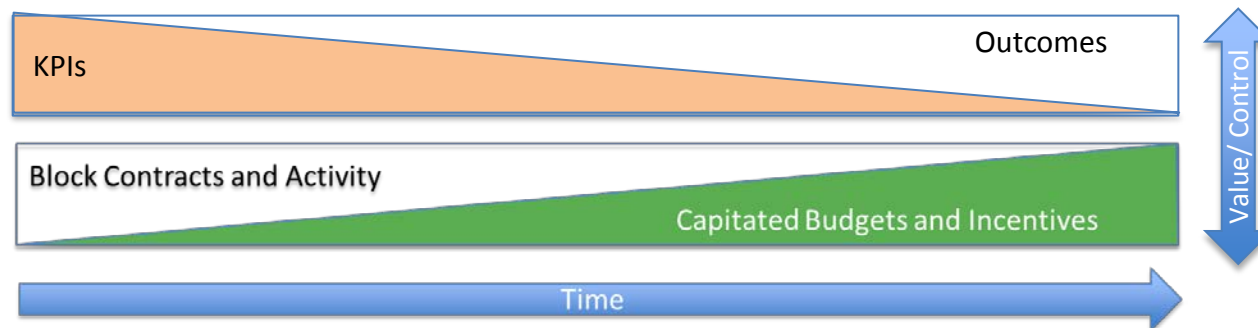 Outcomes
KPIs
Block Contracts and Activity
Capitated Budgets and Incentives
Time
Value/ Control